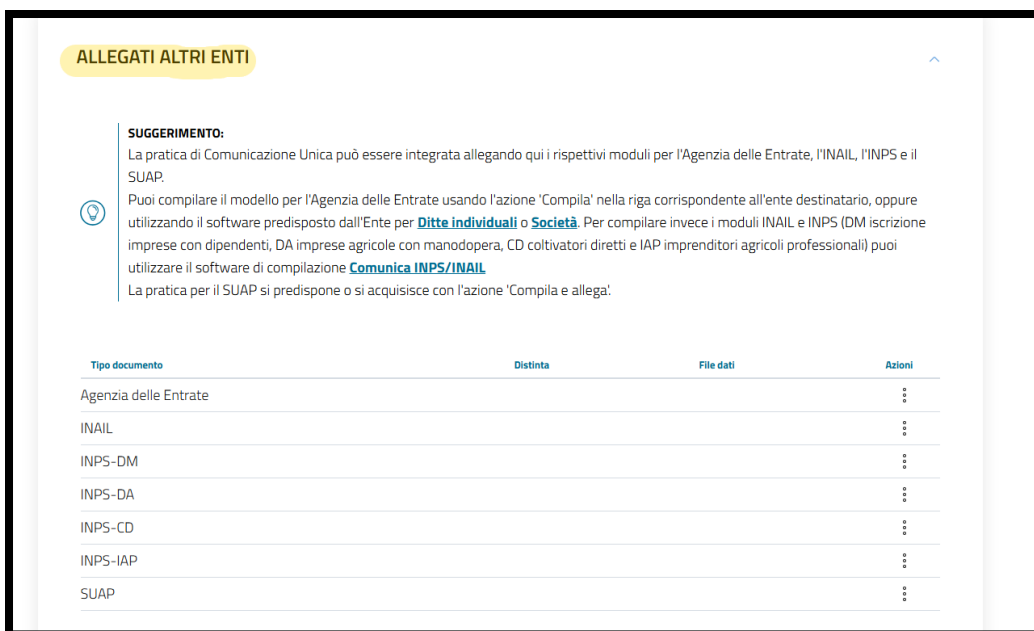 ALLEGATI ALTRI ENTI
SUGGERIMENTO:
La pratica di Comunicazione Unica può essere integrata allegando qui i rispettivi moduli per l'Agenzia delle Entrate, l'INAIL, l'INPS e il
SUAP.
Puoi compilare il modello per l'Agenzia delle Entrate usando l'azione 'Compila' nella riga corrispondente all'ente destinatario, oppure
utilizzando il software predisposto dall'Ente per Ditte individuali o Società. Per compilare invece i moduli INAIL e INPS (DM iscrizione
imprese con dipendenti, DA imprese agricole con manodopera, CD coltivatori diretti e IAP imprenditori agricoli professionali) puoi
utilizzare il software di compilazione Comunica INPS/INAIL
La pratica per il SUAP si predispone o si acquisisce con l'azione 'Compila e allega'.
Tipo documento Distinta File dati Azioni
Agenzia delle Entrate
INAIL
INPS-DM
INPS-DA
INPS-CD
INPS-IAP
SUAP